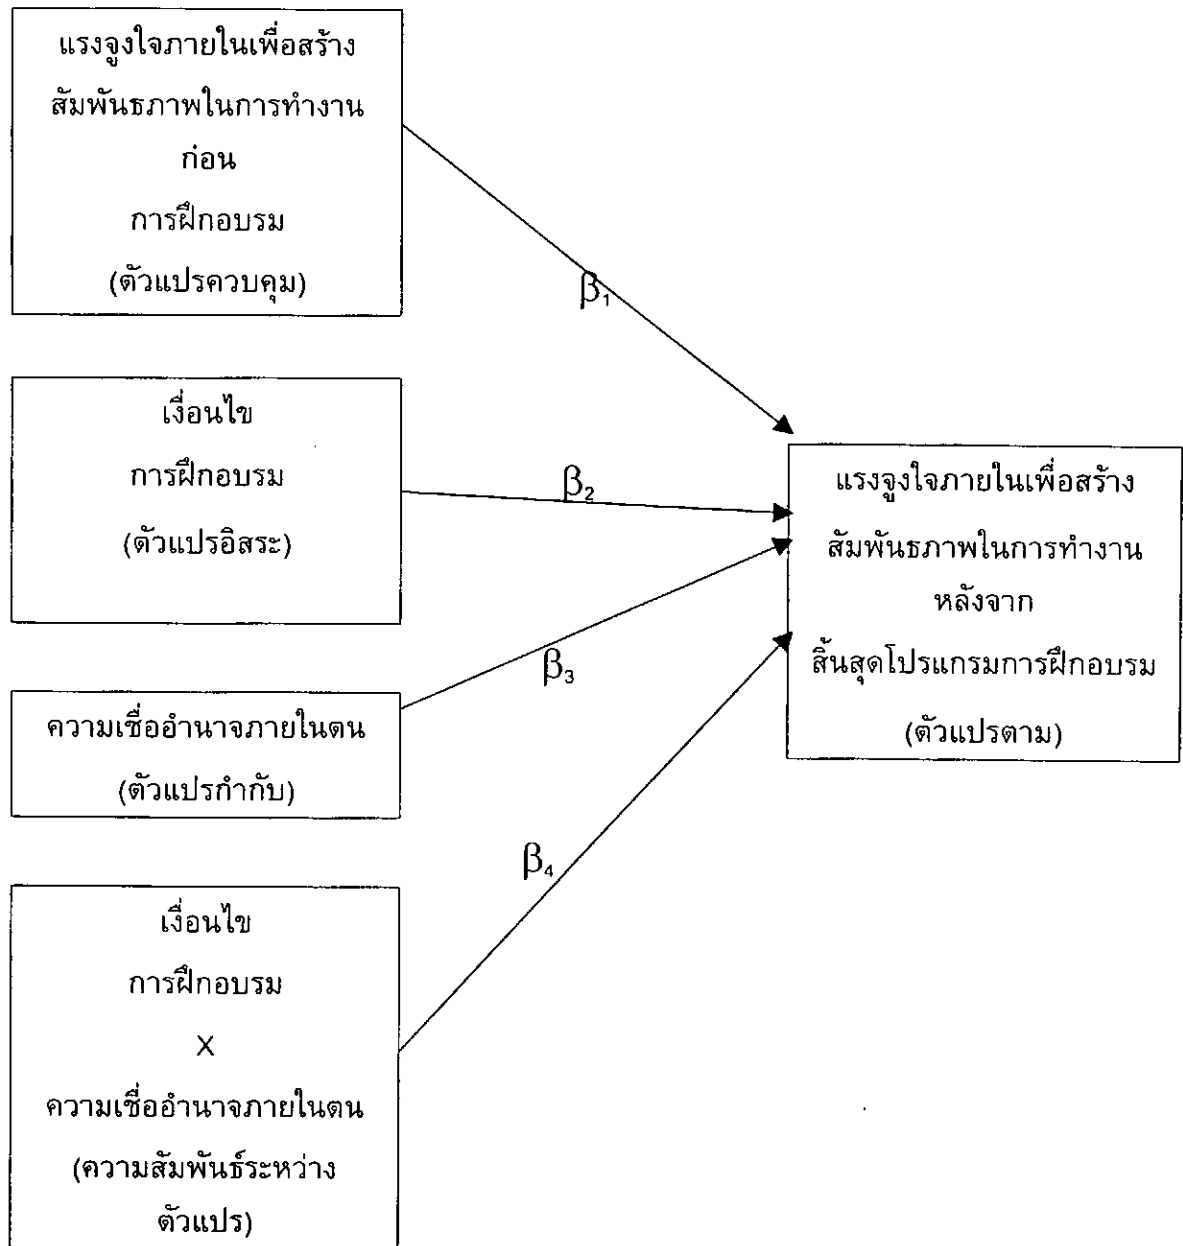 แรงจูงใจภายในเพื่อสร้าง
สัมพันธภาพในการทำงาน
ก่อน
การฝึกอบรม
(ตัวแปรควบคุม)
β₁
เงื่อนไข
การฝึกอบรม
(ตัวแปรอิสระ)
β₂
แรงจูงใจภายในเพื่อสร้าง
สัมพันธภาพในการทำงาน
หลังจาก
สิ้นสุดโปรแกรมการฝึกอบรม
(ตัวแปรตาม)
β₃
ความเชื่ออำนาจภายในตน
(ตัวแปรกำกับ)
β₄
เงื่อนไข
การฝึกอบรม
X
ความเชื่ออำนาจภายในตน
(ความสัมพันธ์ระหว่าง
ตัวแปร)